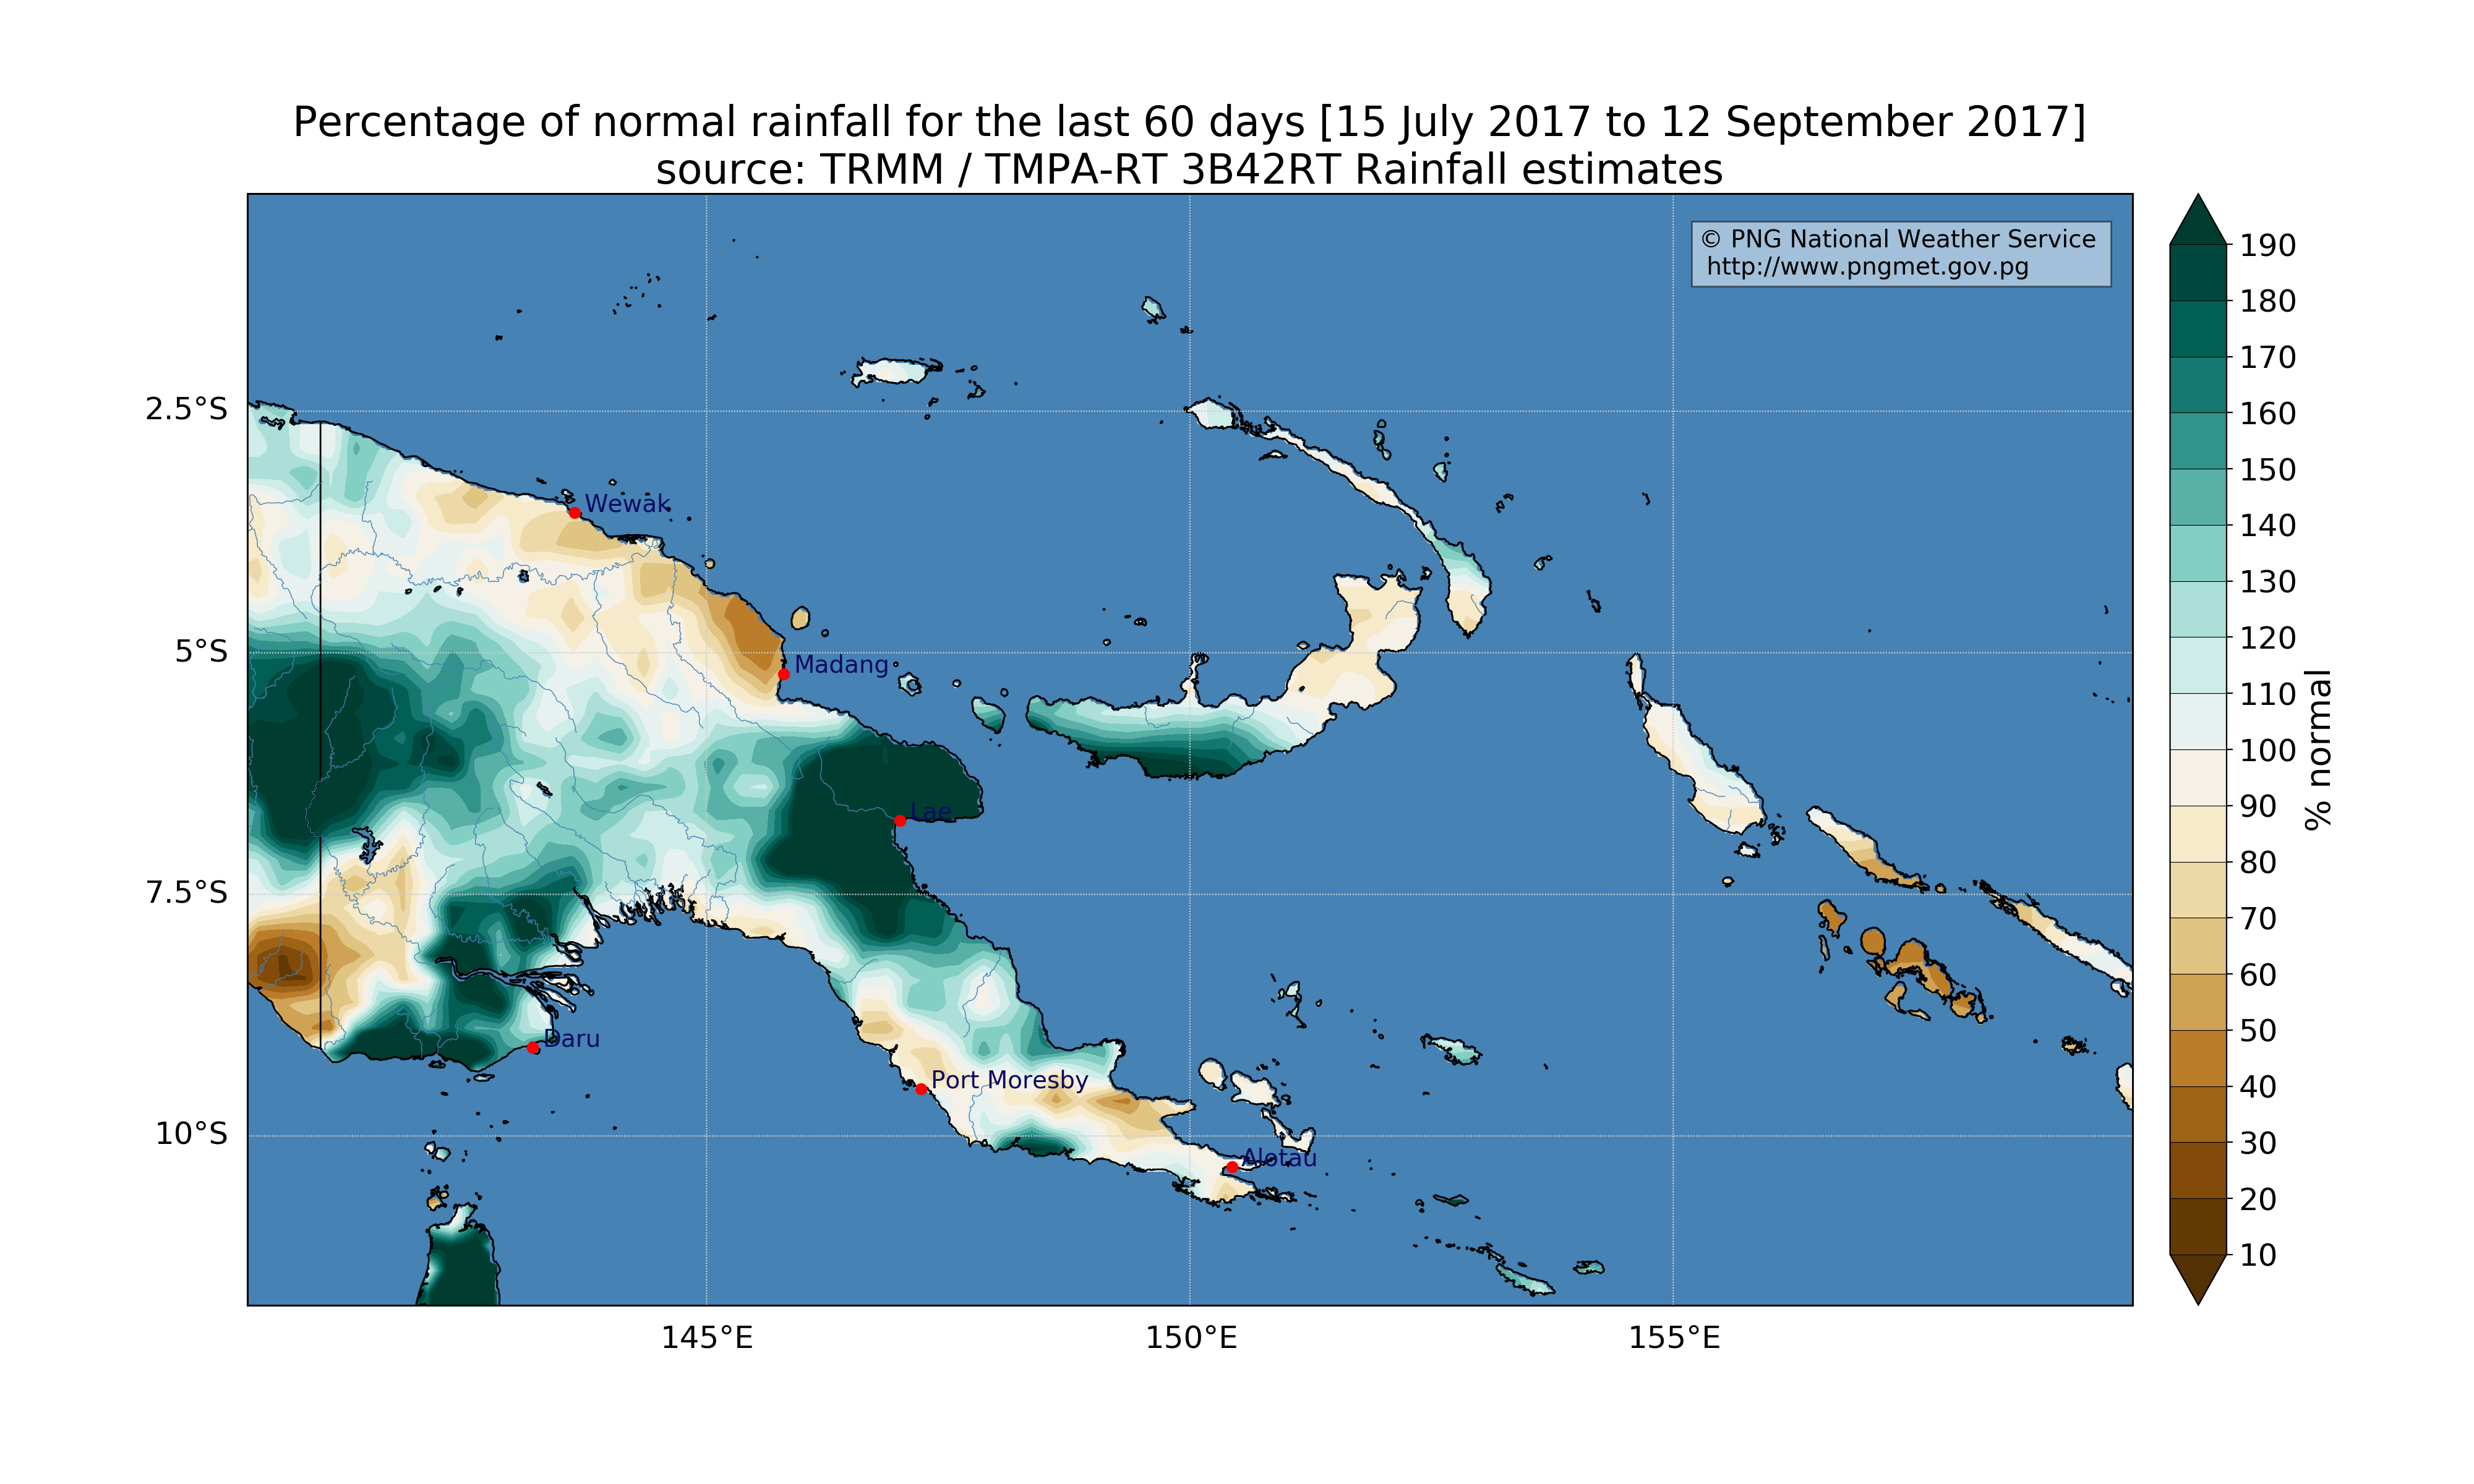 Percentage of normal rainfall for the last 60 days [15 July 2017 to 12 September 2017]
source: TRMM / TMPA-RT 3B42RT Rainfall estimates
© PNG National Weather Service
http://www.pngmet.gov.pg
2.5°S
5°S
7.5°S
10°S
Wewak
Madang
Lae
Daru
Port Moresby
Alotau
145°E
150°E
155°E
190
180
170
160
150
140
130
120
110
100
90
80
70
60
50
40
30
20
10
% normal